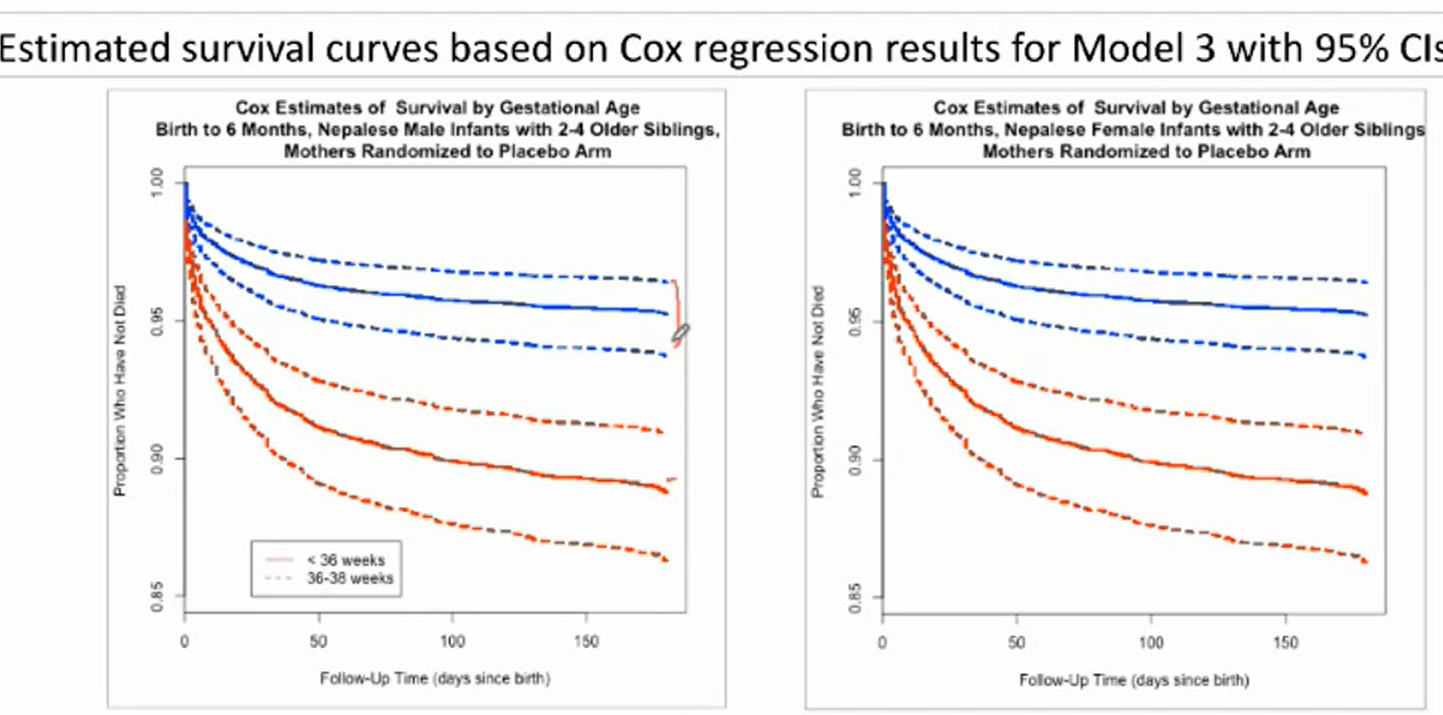 Estimated survival curves based on Cox regression results for Model 3 with 95% CIs
Cox Estimates of Survival by Gestational Age
Birth to 6 Months, Nepalese Male Infants with 2-4 Older Siblings,
Mothers Randomized to Placebo Arm
Proportion Who Have Not Died
1.00
0.95
0.90
0.85
< 36 weeks
36-38 weeks
0 50 100 150
Follow-Up Time (days since birth)
Cox Estimates of Survival by Gestational Age
Birth to 6 Months, Nepalese Female Infants with 2-4 Older Siblings
Mothers Randomized to Placebo Arm
Proportion Who Have Not Died
1.00
0.95
0.90
0.85
0 50 100 150
Follow-Up Time (days since birth)